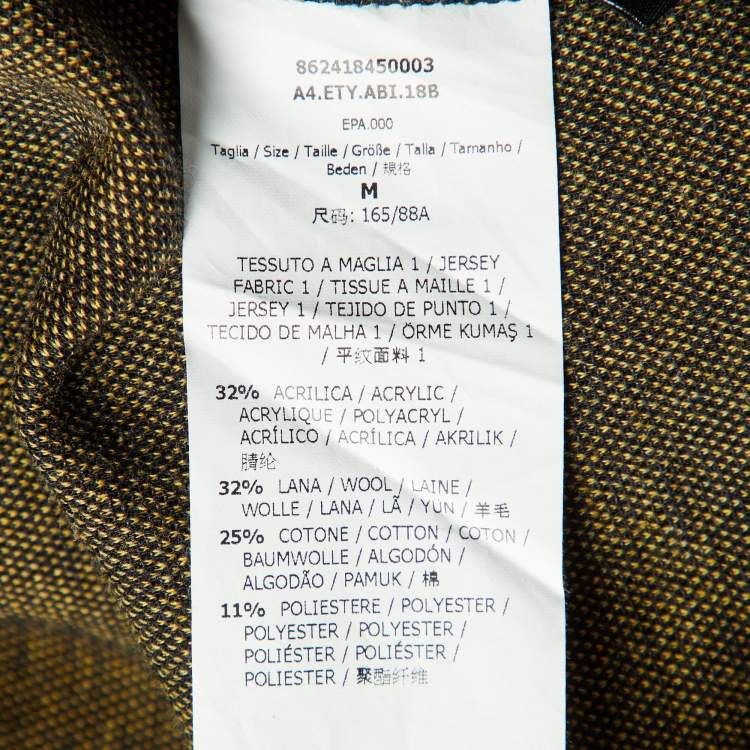 862418450003
A4.ETY.ABI.18B
EPA.000
Taglia / Size / Taille / Größe / Talla / Tamanho /
Beden / 規格
M
尺码: 165/88A
TESSUTO A MAGLIA 1 / JERSEY
FABRIC 1 / TISSUE A MAILLE 1 /
JERSEY 1 / TEJIDO DE PUNTO 1 /
TECIDO DE MALHA 1 / ÖRME KUMAŞ 1
/ 平纹面料 1
32% ACRILICA / ACRYLIC /
ACRYLIQUE / POLYACRYL /
ACRÍLICO / ACRÍLICA / AKRILIK /
腈纶
32% LANA / WOOL / LAINE /
WOLLE / LANA / LÃ / YUN / 羊毛
25% COTONE / COTTON / COTON /
BAUMWOLLE / ALGODÓN /
ALGODÃO / PAMUK / 棉
11% POLIESTERE / POLYESTER /
POLYESTER / POLYESTER /
POLIÉSTER / POLIÉSTER /
POLIESTER / 聚酯纤维